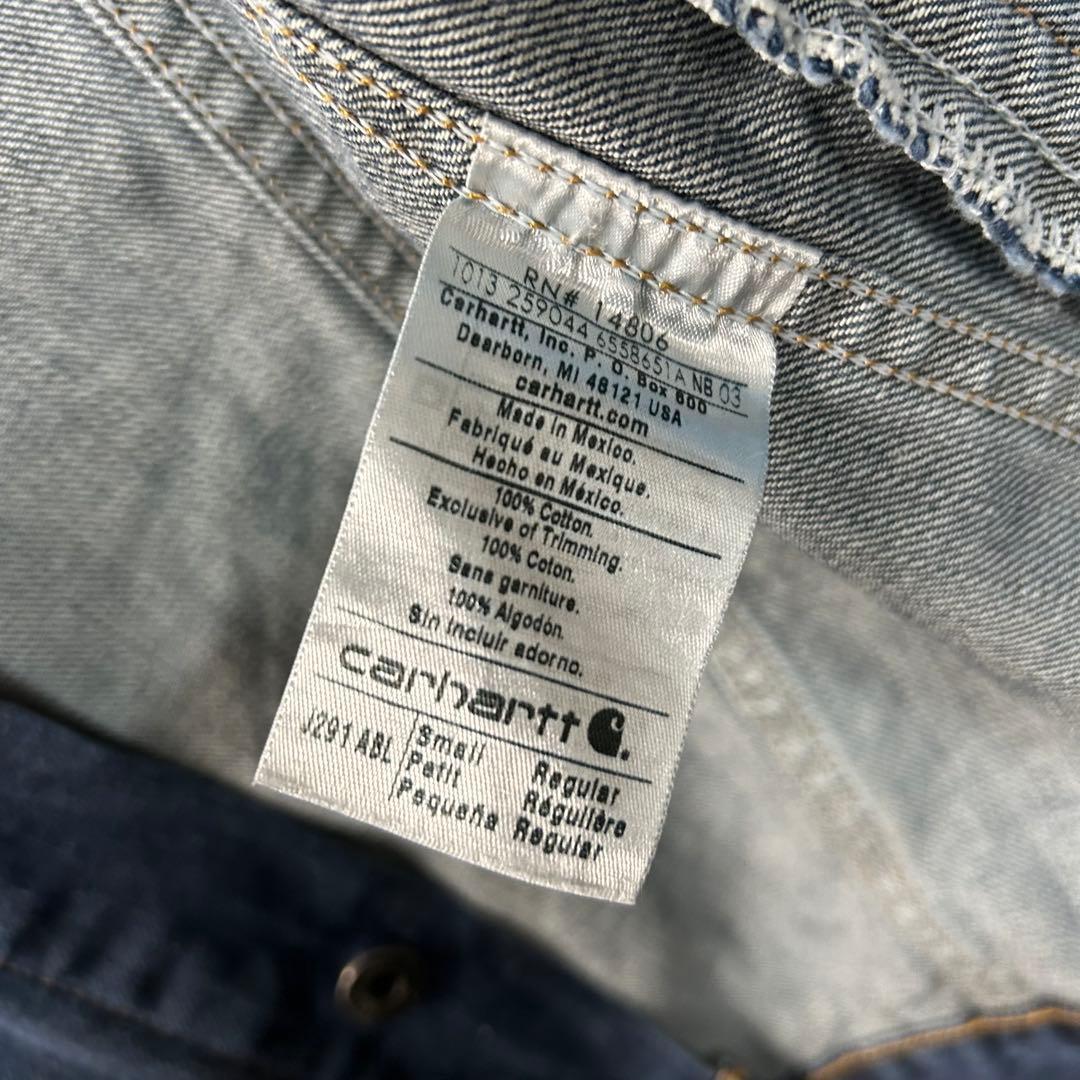 RN# 14806
1013 259044 6558651A NB 03
Carhartt, Inc. P. O. Box 600
Dearborn, MI 48121 USA
carhartt.com
Made in Mexico.
Fabriqué au Mexique.
Hecho en México.
100% Cotton.
Exclusive of Trimming.
100% Coton.
Sans garniture.
100% Algodón.
Sin incluir adorno.
carhartt
J291 ABL Small Regular
Petit Régulière
Pequeña Regular